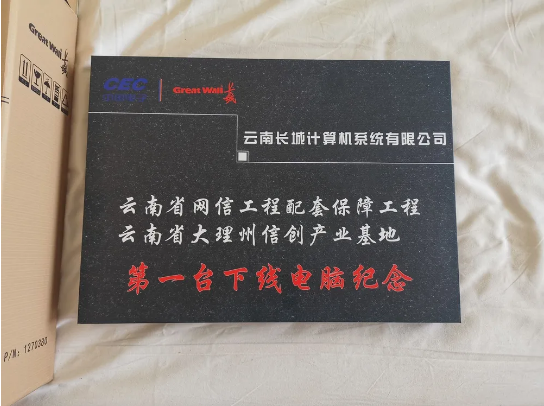 Great Wall
CEC
Great Wall 长城
云南长城计算机系统有限公司
云南省网信工程配套保障工程
云南省大理州信创产业基地
第一台下线电脑纪念